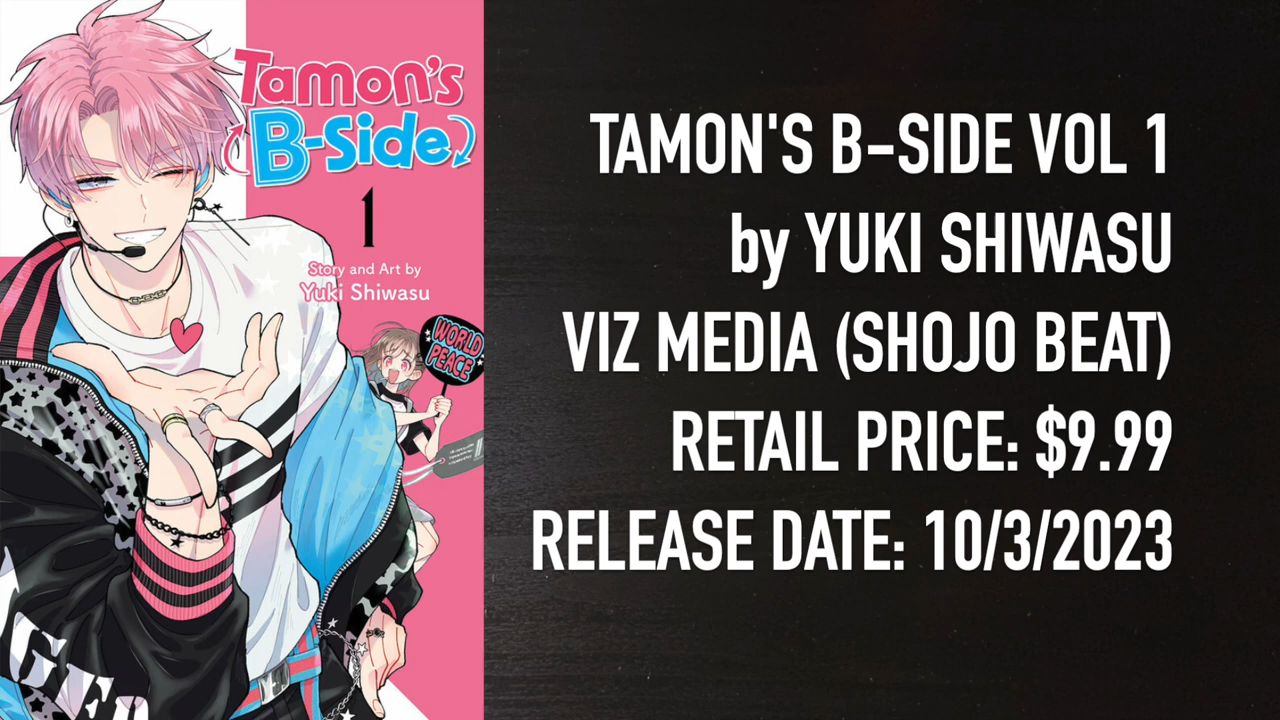 Tamon's
B-Side
1
Story and Art by
Yuki Shiwasu
WORLD
PEACE
TAMON'S B-SIDE VOL 1
by YUKI SHIWASU
VIZ MEDIA (SHOJO BEAT)
RETAIL PRICE: $9.99
RELEASE DATE: 10/3/2023